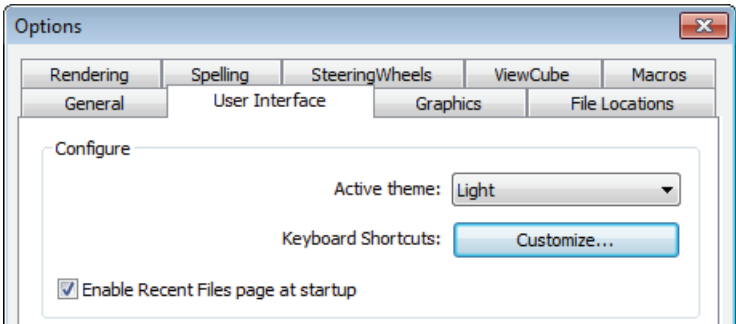 Options
Rendering Spelling SteeringWheels ViewCube Macros
General User Interface Graphics File Locations
Configure
Active theme: Light
Keyboard Shortcuts: Customize...
Enable Recent Files page at startup